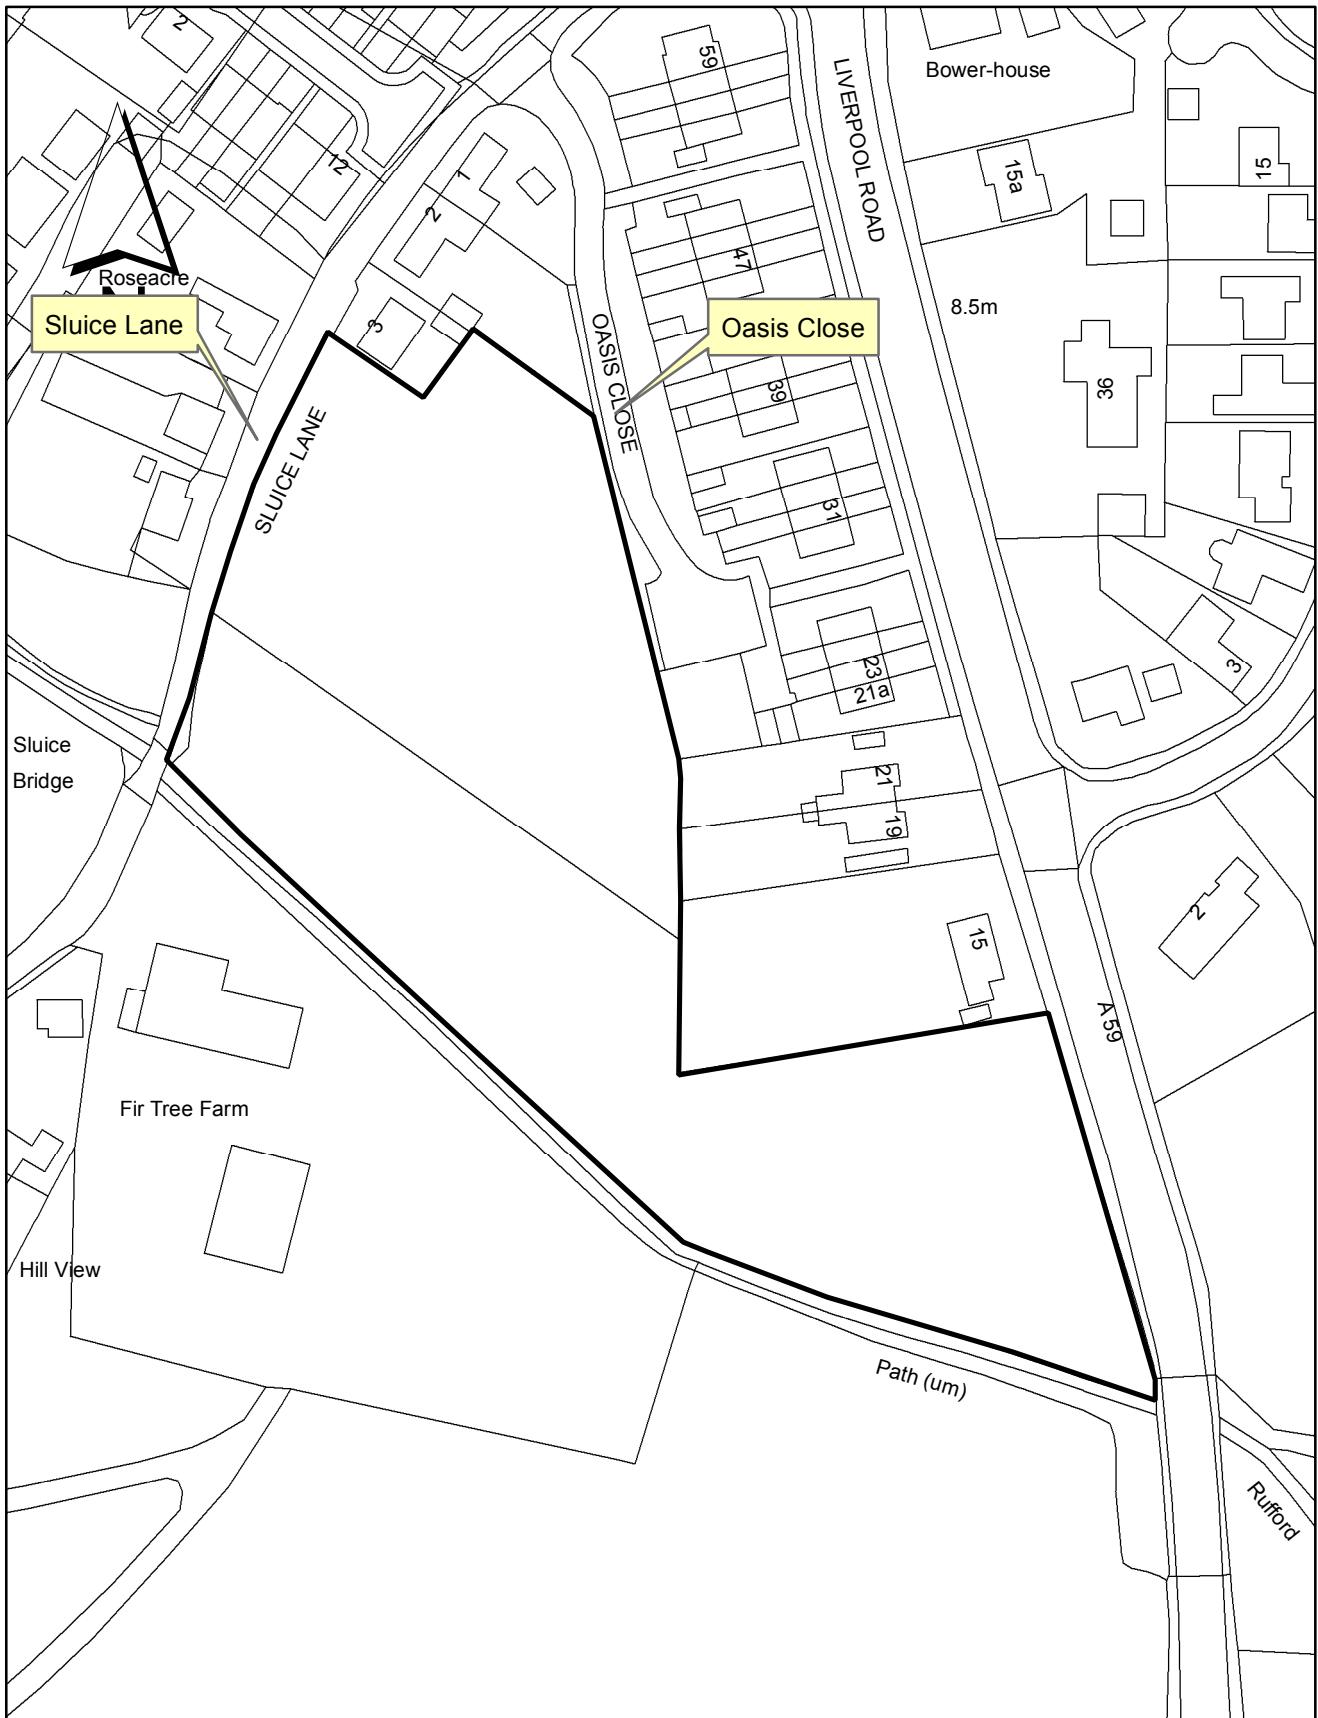 2
59
LIVERPOOL ROAD
Bower-house
12
1
2
15a
15
47
Roseacre
N
Sluice Lane
3
OASIS CLOSE
Oasis Close
8.5m
39
36
SLUICE LANE
31
23
21a
3
Sluice
Bridge
21
19
2
15
A 59
Fir Tree Farm
Hill View
Path (um)
Rufford